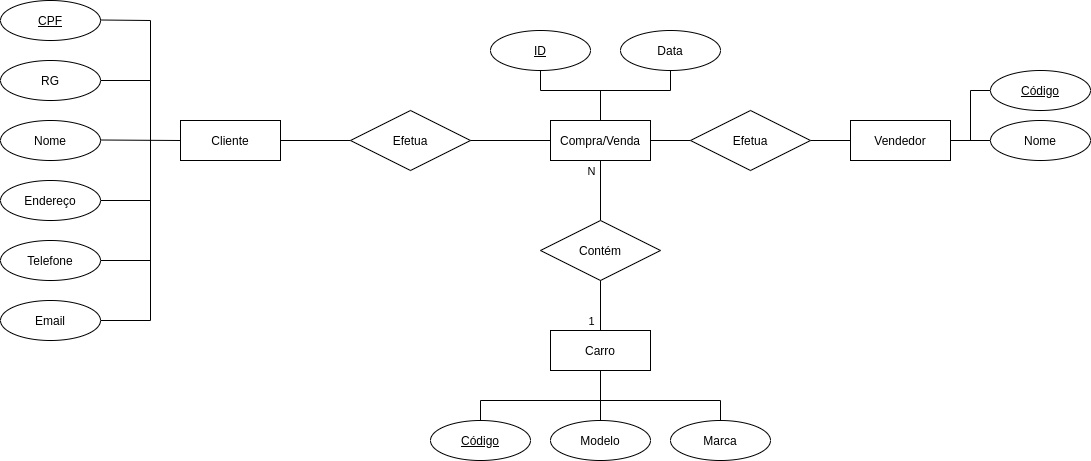 CPF
RG
Nome
Endereço
Telefone
Email
Cliente
Efetua
ID
Data
Compra/Venda
Efetua
Vendedor
Código
Nome
N
Contém
1
Carro
Código
Modelo
Marca